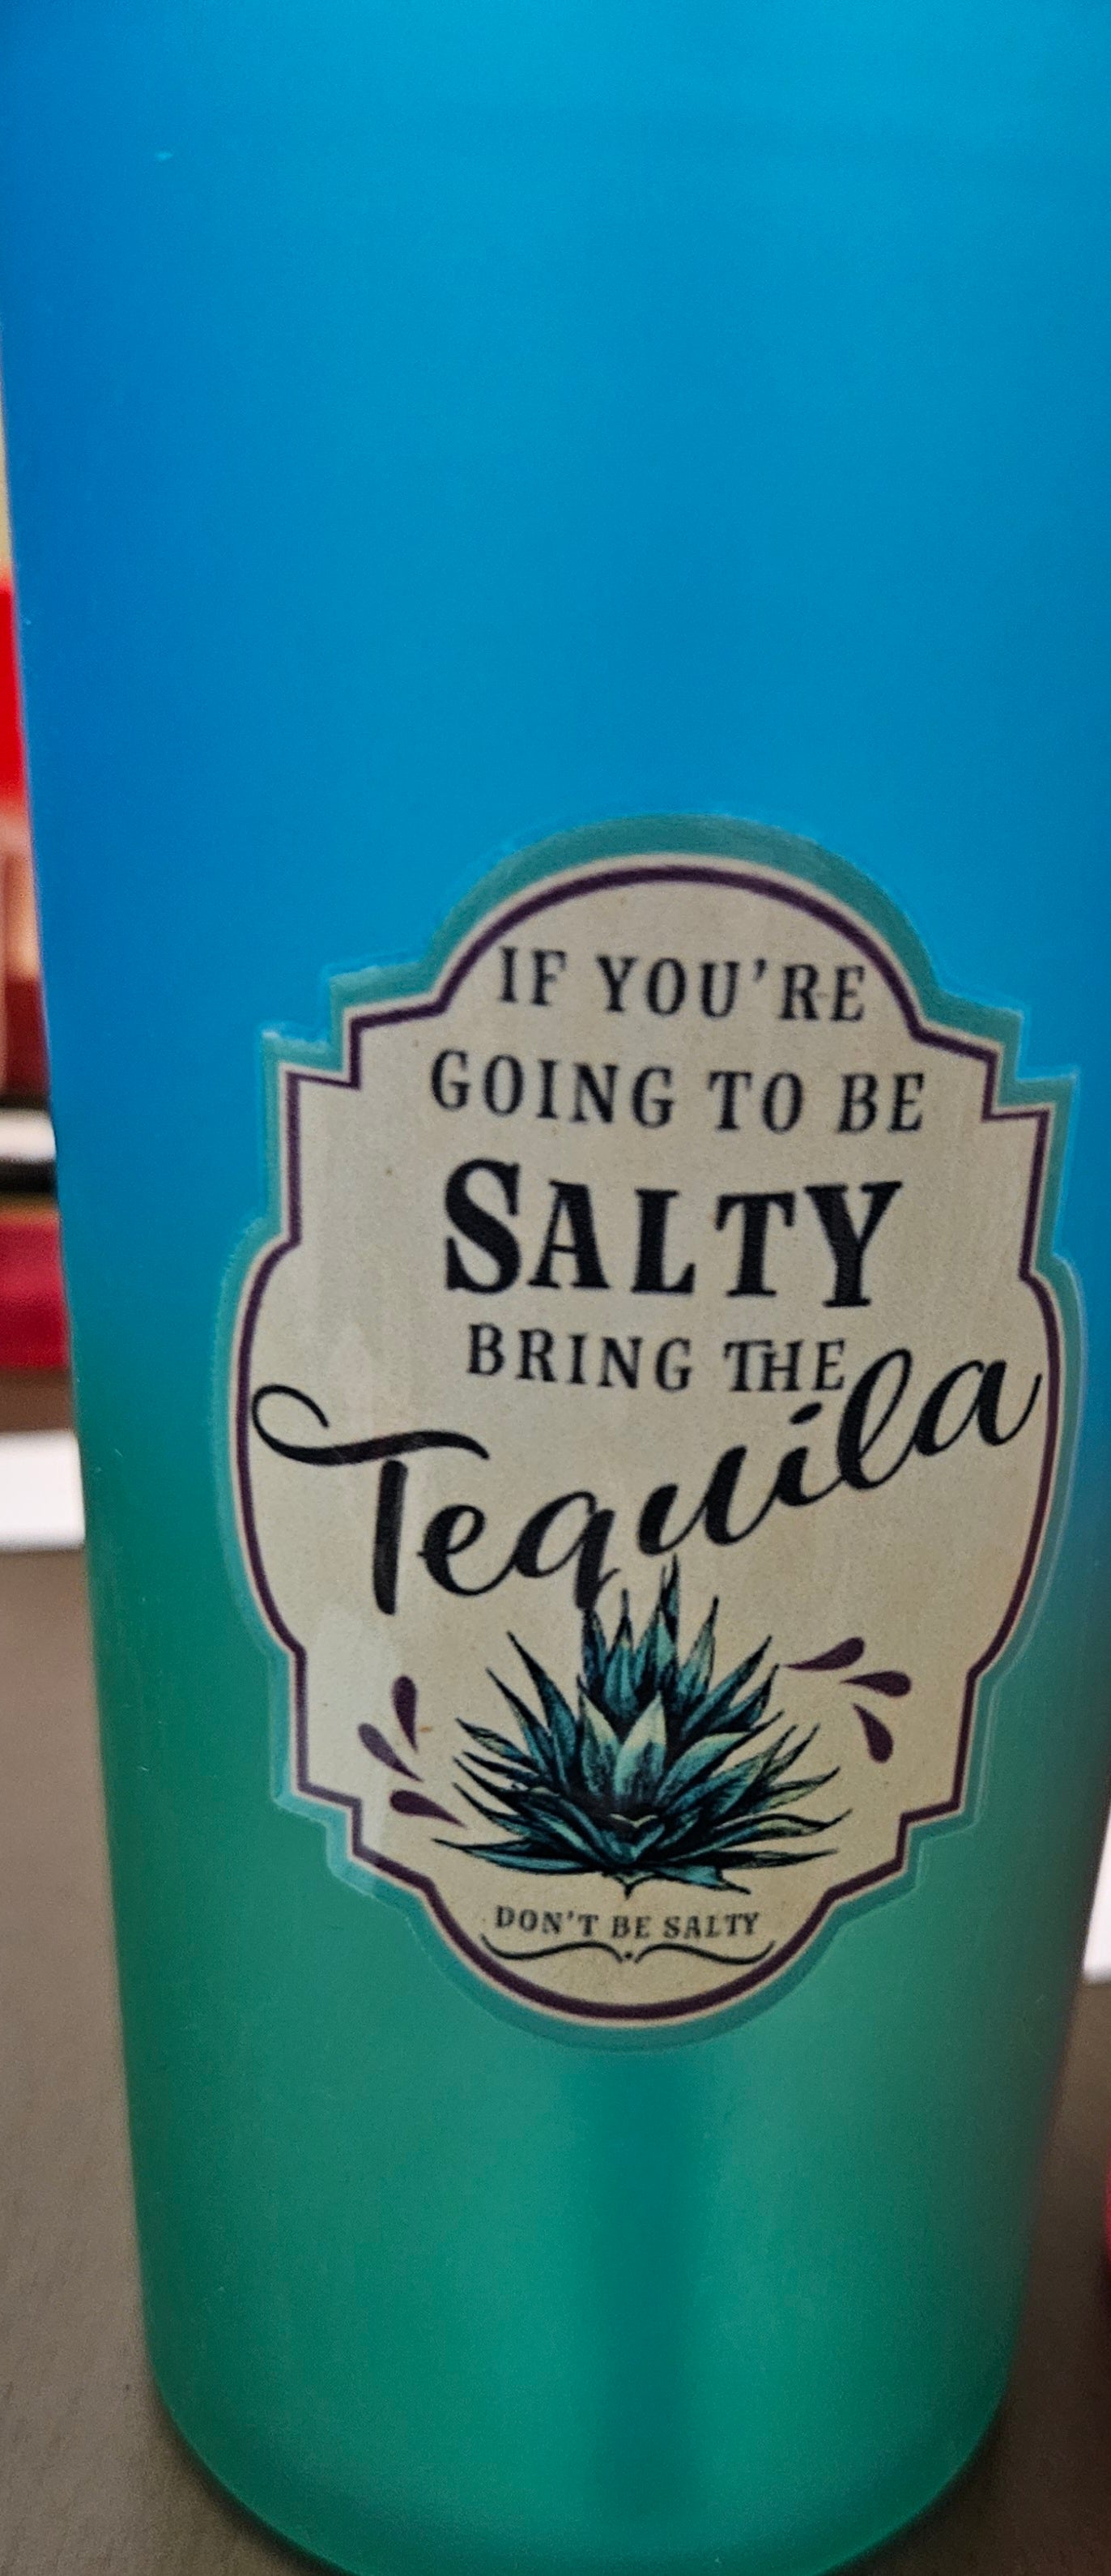 IF YOU'RE
GOING TO BE
SALTY
BRING THE
Tequila
DON'T BE SALTY